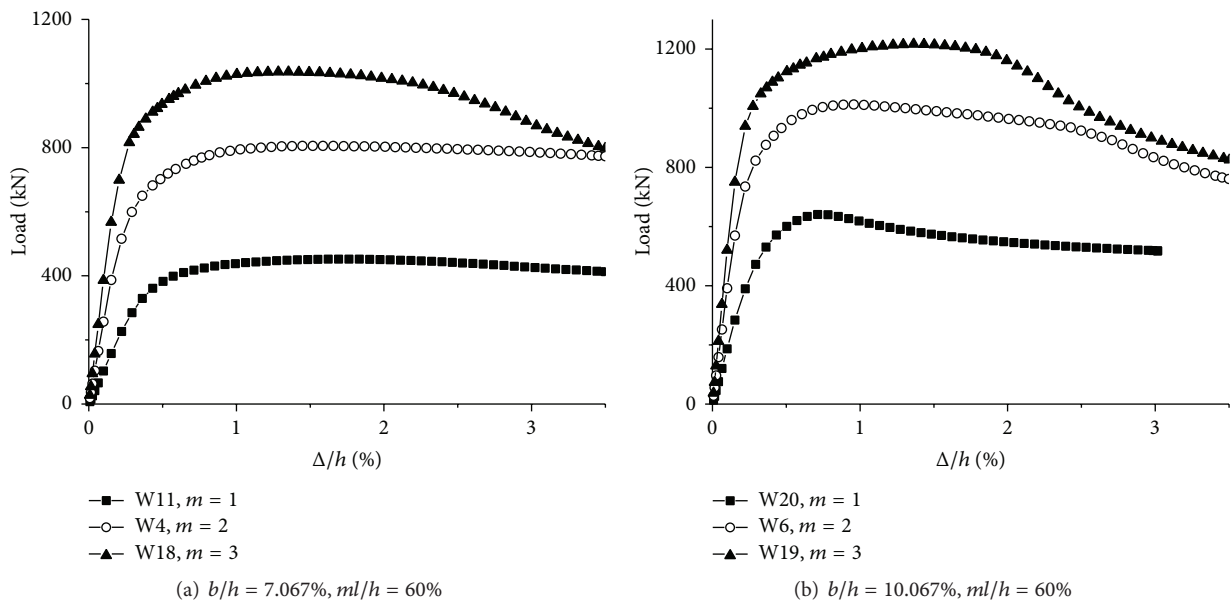 1200
800
400
0
Load (kN)
0 1 2 3
Δ/h (%)
W11, m = 1
W4, m = 2
W18, m = 3
(a) b/h = 7.067%, ml/h = 60%
1200
800
400
0
Load (kN)
0 1 2 3
Δ/h (%)
W20, m = 1
W6, m = 2
W19, m = 3
(b) b/h = 10.067%, ml/h = 60%